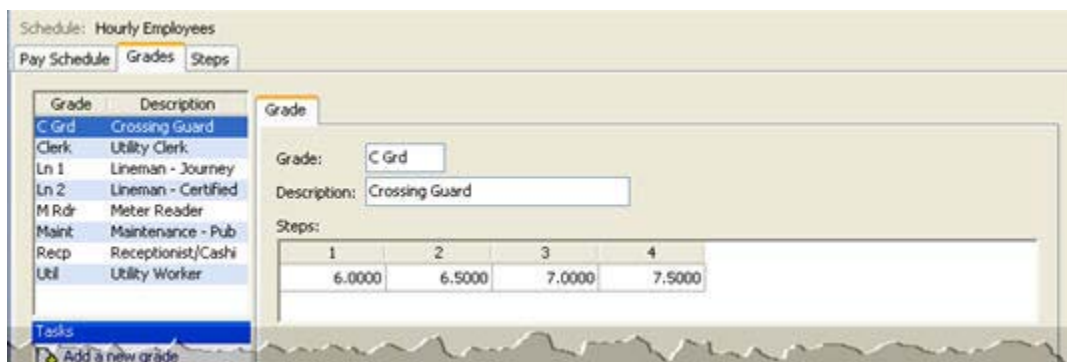 Schedule: Hourly Employees
Pay Schedule Grades Steps
Grade Description
C Grd Crossing Guard
Clerk Utility Clerk
Ln 1 Lineman - Journey
Ln 2 Lineman - Certified
M Rdr Meter Reader
Maint Maintenance - Pub
Recp Receptionist/Cashi
Util Utility Worker
Tasks
Add a new grade
Grade
Grade: C Grd
Description: Crossing Guard
Steps:
1 2 3 4
6.0000 6.5000 7.0000 7.5000